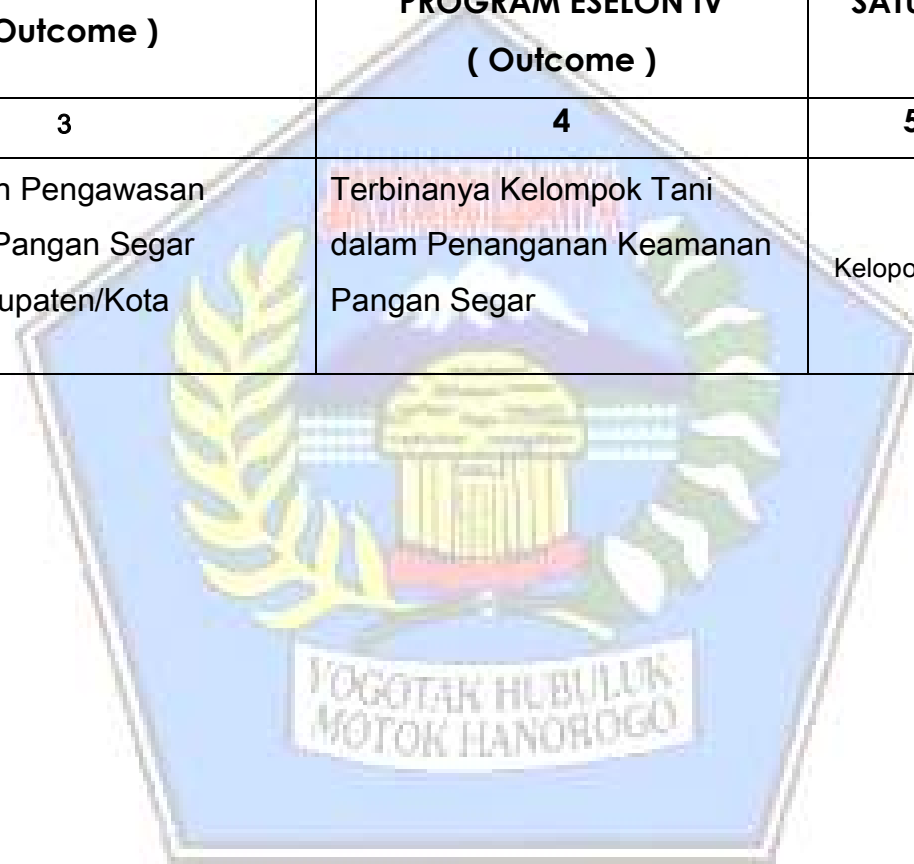 Outcome )
PROGRAM ESELON IV
( Outcome )
SATU
3
4
5
n Pengawasan
Pangan Segar
upaten/Kota
Terbinanya Kelompok Tani
dalam Penanganan Keamanan
Pangan Segar
Kelopo
YOGOTAK HUBULUK
MOTOK HANOROGO